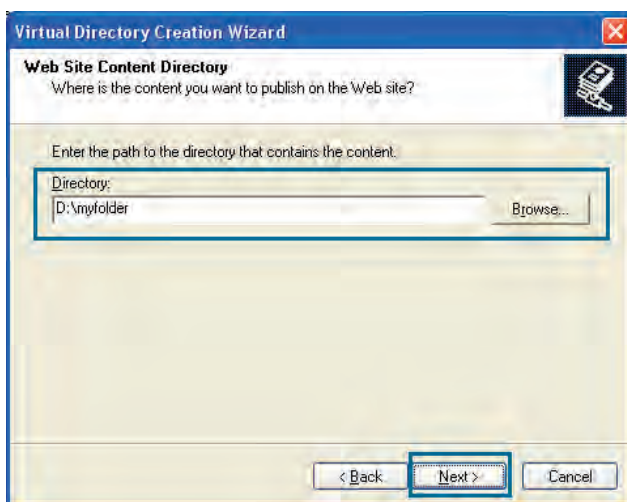 Virtual Directory Creation Wizard
Web Site Content Directory
Where is the content you want to publish on the Web site?
Enter the path to the directory that contains the content.
Directory:
D:\myfolder
Browse...
< Back
Next >
Cancel